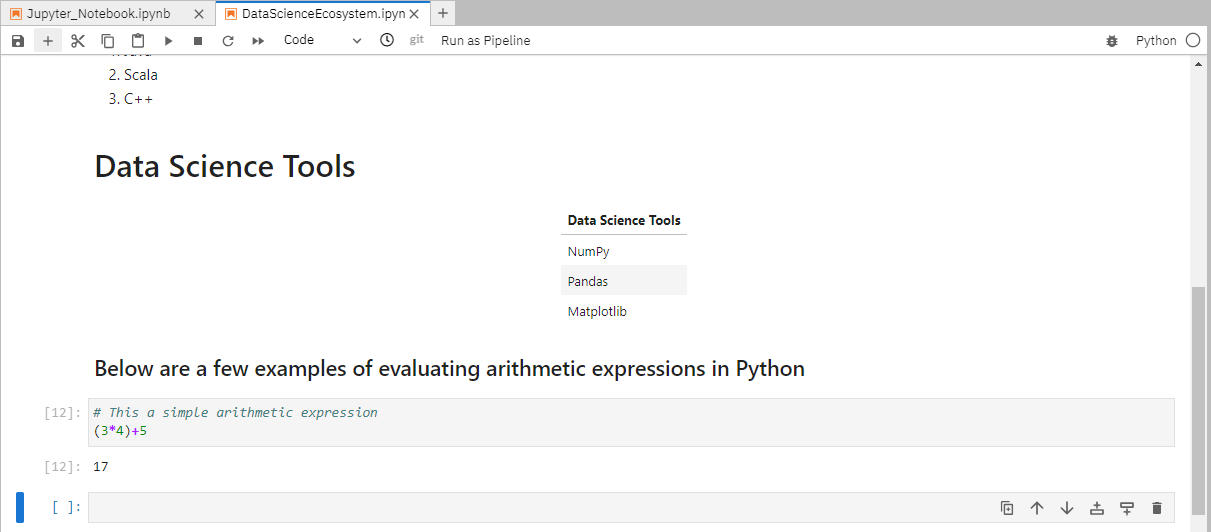 Jupyter_Notebook.ipynb
DataScienceEcosystem.ipyn
Code
git
Run as Pipeline
Python
2. Scala
3. C++
Data Science Tools
Data Science Tools
NumPy
Pandas
Matplotlib
Below are a few examples of evaluating arithmetic expressions in Python
[12]: # This a simple arithmetic expression
(3*4)+5
[12]: 17
[ ]: